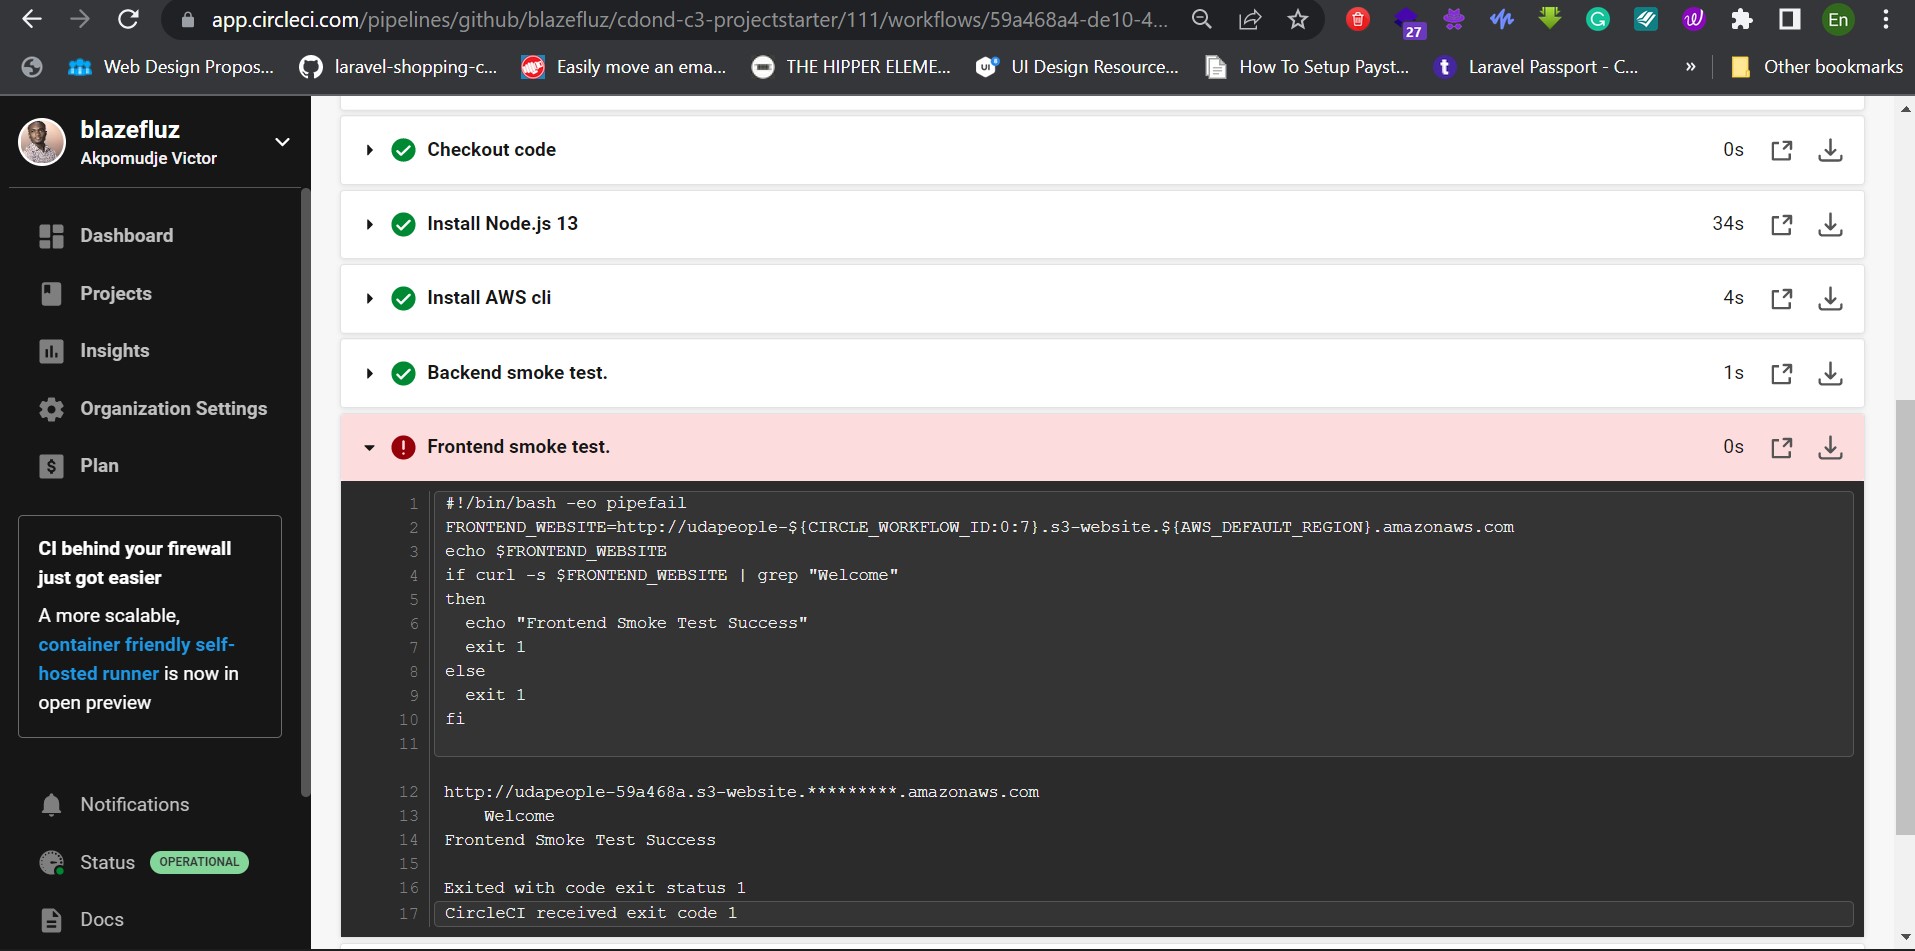 app.circleci.com/pipelines/github/blazefluz/cdond-c3-projectstarter/111/workflows/59a468a4-de10-4...
27
En
Web Design Propos...
laravel-shopping-c...
Easily move an ema...
THE HIPPER ELEME...
UI Design Resource...
How To Setup Payst...
Laravel Passport - C...
»
Other bookmarks
blazefluz
Akpomudje Victor
Dashboard
Projects
Insights
Organization Settings
Plan
CI behind your firewall
just got easier
A more scalable,
container friendly self-
hosted runner is now in
open preview
Notifications
Status OPERATIONAL
Docs
Checkout code 0s
Install Node.js 13 34s
Install AWS cli 4s
Backend smoke test. 1s
Frontend smoke test. 0s
1 #!/bin/bash -eo pipefail
2 FRONTEND_WEBSITE=http://udapeople-${CIRCLE_WORKFLOW_ID:0:7}.s3-website.${AWS_DEFAULT_REGION}.amazonaws.com
3 echo $FRONTEND_WEBSITE
4 if curl -s $FRONTEND_WEBSITE | grep "Welcome"
5 then
6   echo "Frontend Smoke Test Success"
7   exit 1
8 else
9   exit 1
10 fi
11
12 http://udapeople-59a468a.s3-website.*********.amazonaws.com
13     Welcome
14 Frontend Smoke Test Success
15
16 Exited with code exit status 1
17 CircleCI received exit code 1